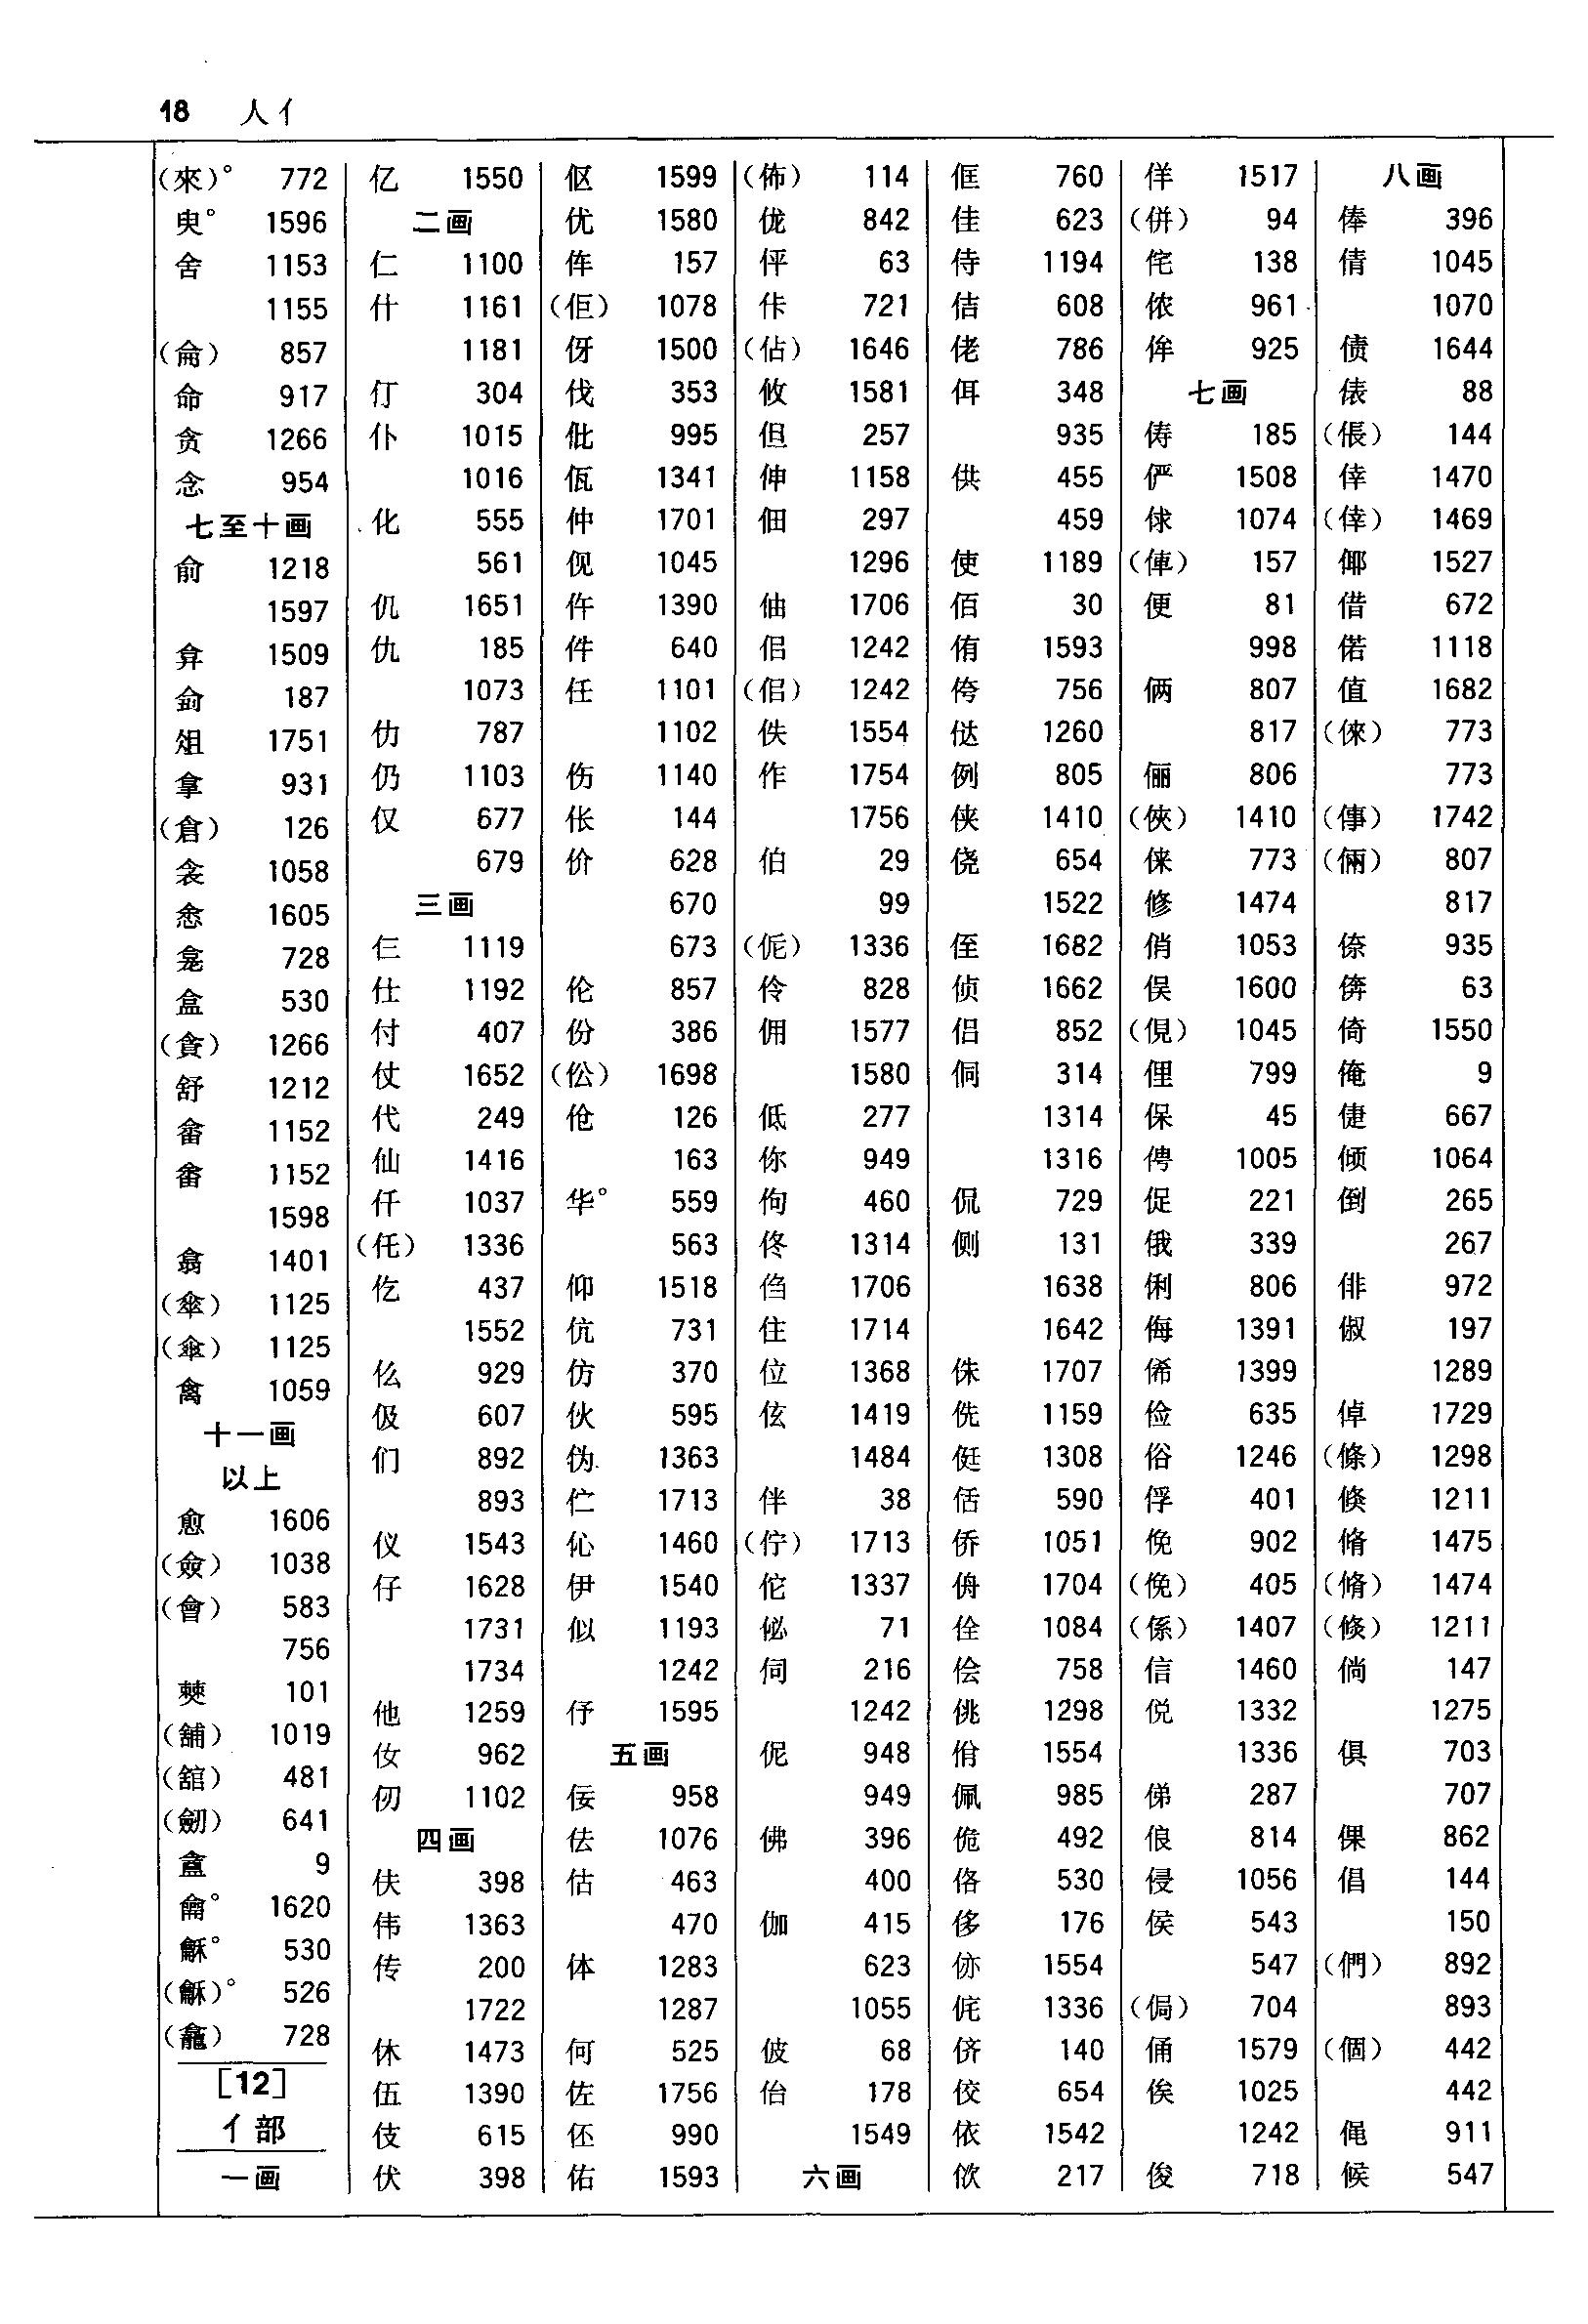 18 人亻
(來)° 772
臾° 1596
舍 1153
1155
(侖) 857
命 917
贪 1266
念 954
七至十画
俞 1218
1597
弇 1509
俎 1751
拿 931
(倉) 126
衾 1058
悆 1605
龛 728
盒 530
(貪) 1266
舒 1212
畲 1152
畬 1152
1598
翕 1401
(傘) 1125
1125
禽 1059
十一画
以上
愈 1606
(僉) 1038
(會) 583
756
僰 101
(舖) 1019
(舘) 481
(劎) 641
盦 9
龠° 1620
龢° 530
(龢)° 526
(龕) 728
[12]
亻部
一画
亿 1550
二画
仁 1100
什 1161
1181
仃 304
仆 1015
1016
化 555
561
仉 1651
仇 185
1073
仂 787
仍 1103
仅 677
679
三画
仨 1119
仕 1192
付 407
仗 1652
代 249
仙 1416
仟 1037
(仛) 1336
仡 437
1552
仫 929
伋 607
们 892
893
仪 1543
仔 1628
1731
1734
他 1259
𠆵 962
仞 1102
四画
伕 398
伟 1363
传 200
1722
休 1473
伍 1390
伎 615
伏 398
伛 1599
优 1580
伡 157
(佢) 1078
伢 1500
伐 353
仳 995
佤 1341
仲 1701
伣 1045
仵 1390
件 640
任 1101
1102
伤 1140
伥 144
价 628
670
673
伦 857
份 386
(伀) 1698
伧 126
163
华° 559
563
仰 1518
伉 731
仿 370
伙 595
伪 1363
伫 1713
伈 1460
伊 1540
似 1193
1242
伃 1595
五画
佞 958
佉 1076
估 463
470
体 1283
1287
何 525
佐 1756
伾 990
佑 1593
(佈) 114
㑇 842
伻 63
佧 721
(佔) 1646
攸 1581
但 257
伸 1158
佃 297
1296
伷 1706
佀 1242
(佀) 1242
佚 1554
作 1754
1756
伯 29
99
1336
伶 828
佣 1577
1580
低 277
你 949
佝 460
佟 1314
㑇 1706
住 1714
位 1368
伭 1419
1484
伴 38
(佇) 1713
佗 1337
佖 71
伺 216
1242
伲 948
949
佛 396
400
伽 415
623
1055
佊 68
佁 178
1549
六画
佤 760
佳 623
侍 1194
佶 608
佬 786
佴 348
935
供 455
459
使 1189
佰 30
侑 1593
侉 756
㑇 1260
例 805
侠 1410
侥 654
1522
侄 1682
侦 1662
侣 852
侗 314
1314
1316
侃 729
侧 131
1638
1642
侏 1707
侁 1159
侹 1308
佸 590
侨 1051
侜 1704
佺 1084
侩 758
佻 1298
佾 1554
佩 985
佹 492
佫 530
侈 176
㑊 1554
侂 1336
侪 140
佼 654
依 1542
佽 217
佯 1517
(併) 94
侘 138
侬 961
侔 925
七画
俦 185
俨 1508
俅 1074
(俥) 157
便 81
998
俩 807
817
俪 806
(俠) 1410
俫 773
修 1474
俏 1053
俣 1600
(俔) 1045
俚 799
保 45
俜 1005
促 221
俄 339
俐 806
侮 1391
俙 1399
俭 635
俗 1246
俘 401
俛 902
(俛) 405
(係) 1407
信 1460
侻 1332
1336
俤 287
俍 814
侵 1056
侯 543
547
(侷) 704
俑 1579
俟 1025
1242
俊 718
八画
俸 396
倩 1045
1070
债 1644
俵 88
(倀) 144
倖 1470
(倖) 1469
倻 1527
借 672
偌 1118
值 1682
(倈) 773
773
(倳) 1742
(倆) 807
817
倷 935
倴 63
倚 1550
俺 9
倢 667
倾 1064
倒 265
267
俳 972
俶 197
1289
倬 1729
(條) 1298
倏 1211
脩 1475
(脩) 1474
(倐) 1211
倘 147
1275
俱 703
707
倮 862
倡 144
150
(們) 892
893
(個) 442
442
偭 911
候 547